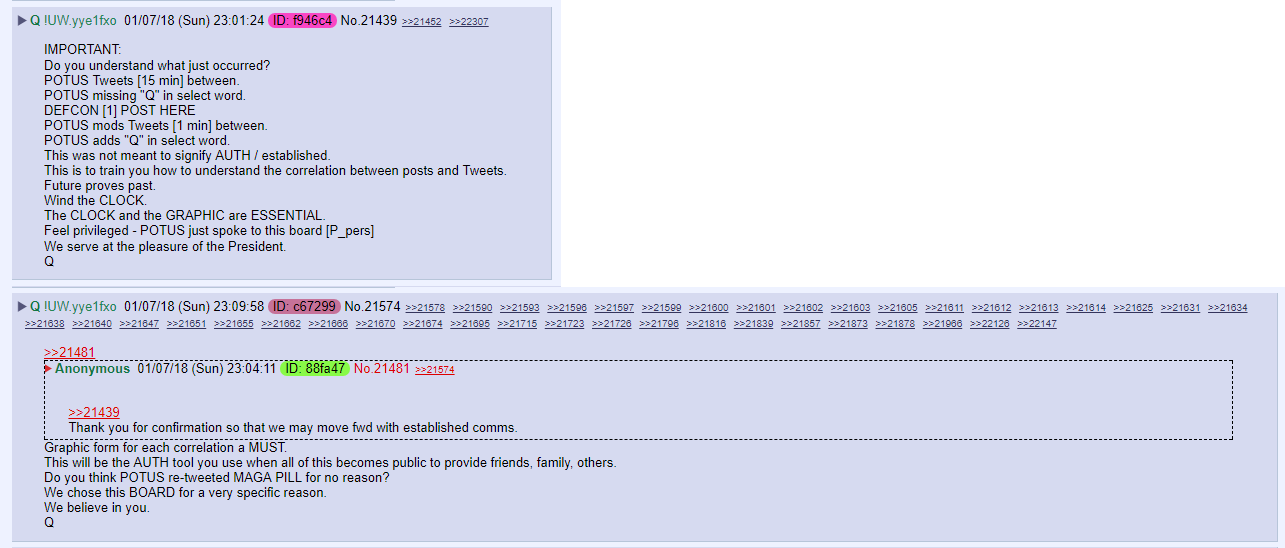 ▶ Q !UW.yye1fxo 01/07/18 (Sun) 23:01:24 ID: f946c4 No.21439 >>21452 >>22307
IMPORTANT:
Do you understand what just occurred?
POTUS Tweets [15 min] between.
POTUS missing "Q" in select word.
DEFCON [1] POST HERE
POTUS mods Tweets [1 min] between.
POTUS adds "Q" in select word.
This was not meant to signify AUTH / established.
This is to train you how to understand the correlation between posts and Tweets.
Future proves past.
Wind the CLOCK.
The CLOCK and the GRAPHIC are ESSENTIAL.
Feel privileged - POTUS just spoke to this board [P_pers]
We serve at the pleasure of the President.
Q
▶ Q !UW.yye1fxo 01/07/18 (Sun) 23:09:58 ID: c67299 No.21574 >>21578 >>21590 >>21593 >>21596 >>21597 >>21599 >>21600 >>21601 >>21602 >>21603 >>21605 >>21611 >>21612 >>21613 >>21614 >>21625 >>21631 >>21634
>>21638 >>21640 >>21647 >>21651 >>21655 >>21662 >>21666 >>21670 >>21674 >>21695 >>21715 >>21723 >>21726 >>21796 >>21816 >>21839 >>21857 >>21873 >>21878 >>21966 >>22126 >>22147
>>21481
▶ Anonymous 01/07/18 (Sun) 23:04:11 ID: 88fa47 No.21481 >>21574
>>21439
Thank you for confirmation so that we may move fwd with established comms.
Graphic form for each correlation a MUST.
This will be the AUTH tool you use when all of this becomes public to provide friends, family, others.
Do you think POTUS re-tweeted MAGA PILL for no reason?
We chose this BOARD for a very specific reason.
We believe in you.
Q